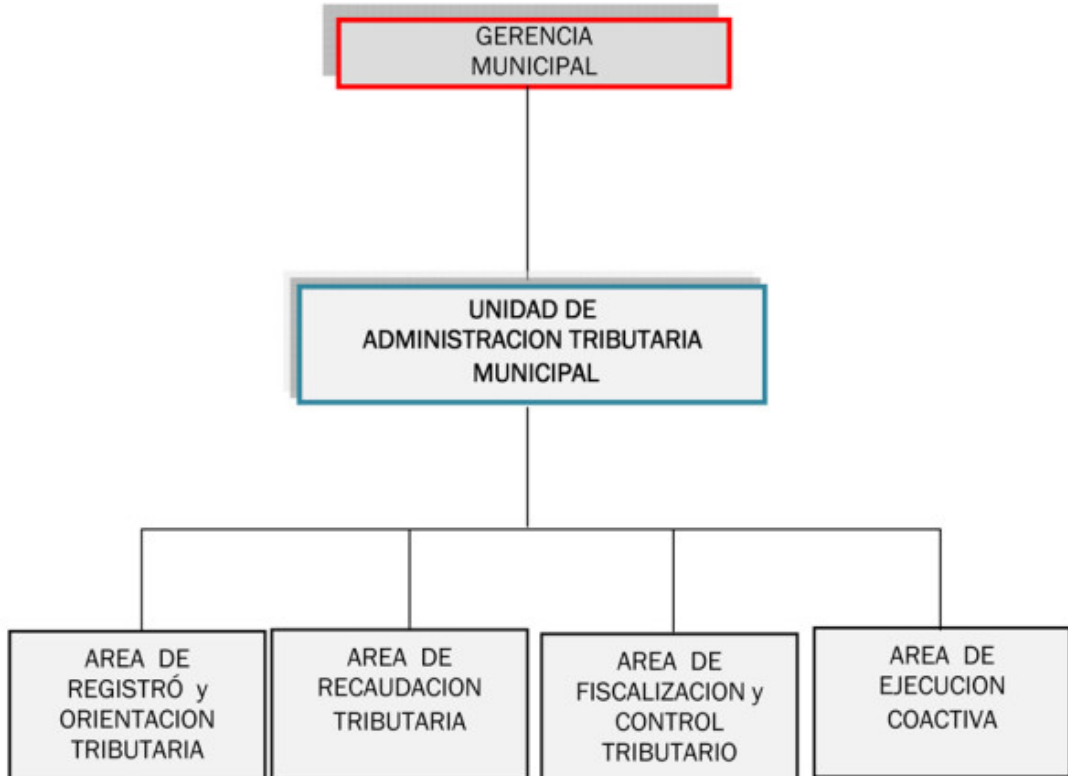 GERENCIA
MUNICIPAL
UNIDAD DE
ADMINISTRACION TRIBUTARIA
MUNICIPAL
AREA DE
REGISTRÓ y
ORIENTACION
TRIBUTARIA
AREA DE
RECAUDACION
TRIBUTARIA
AREA DE
FISCALIZACION y
CONTROL
TRIBUTARIO
AREA DE
EJECUCION
COACTIVA